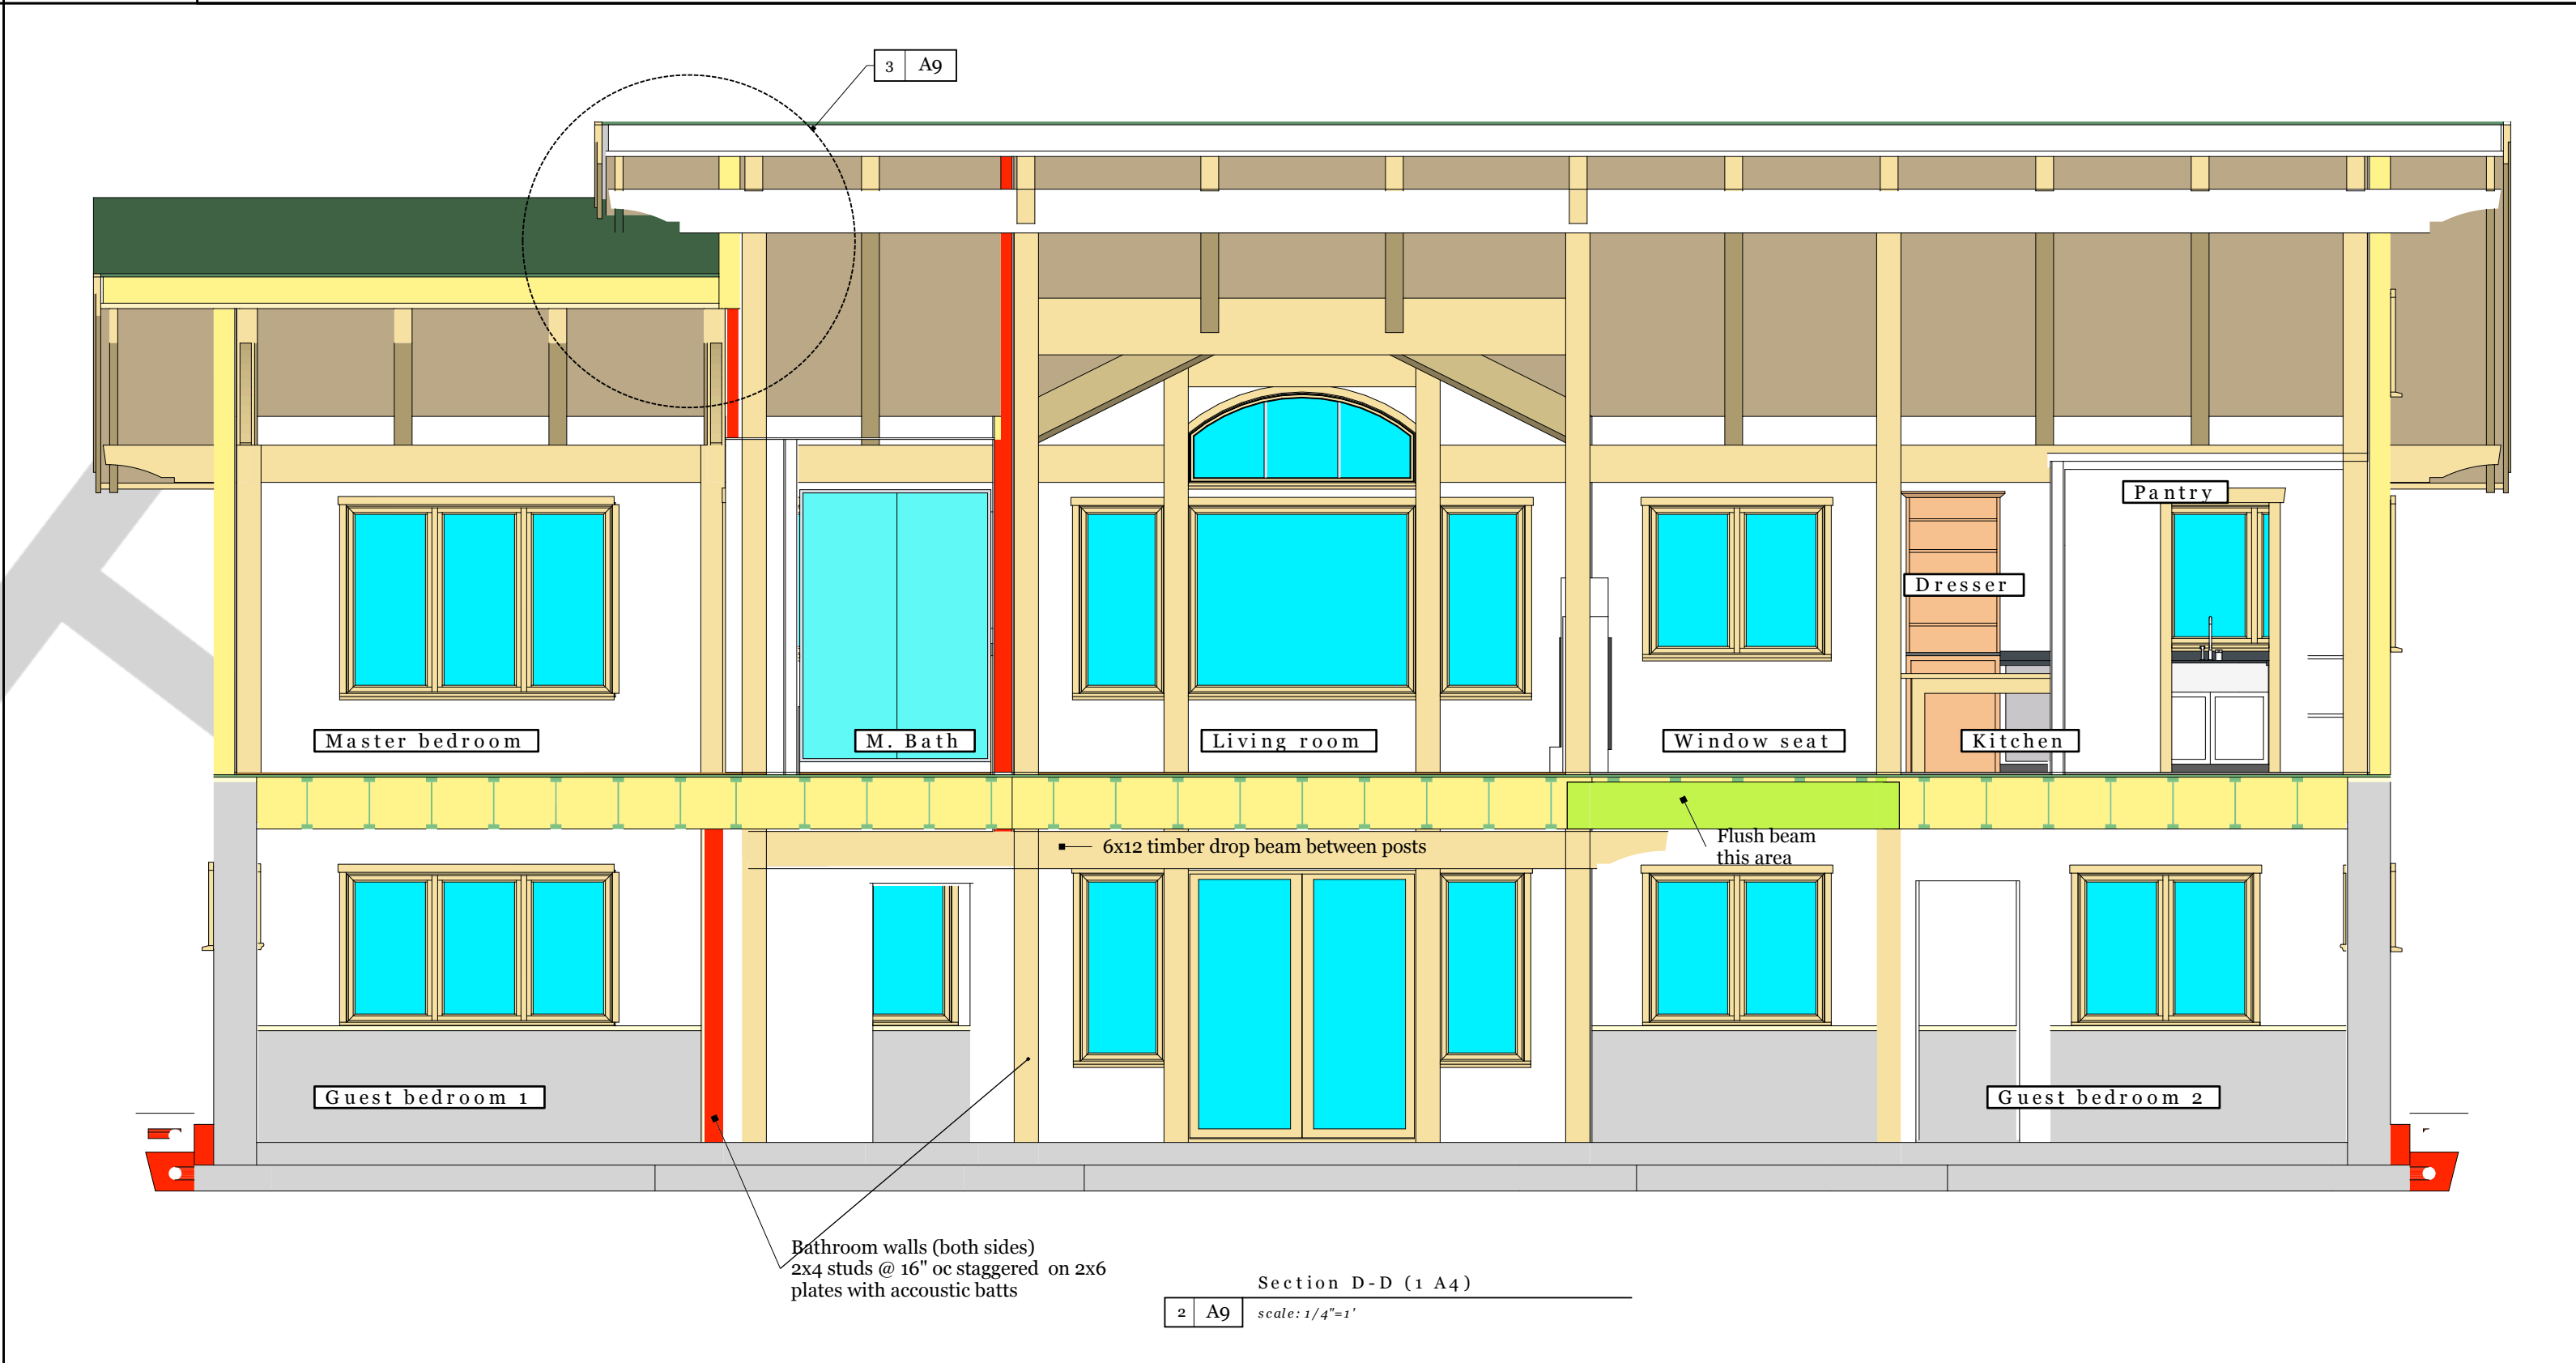 3 A9
Pantry
Dresser
Master bedroom
M. Bath
Living room
Window seat
Kitchen
6x12 timber drop beam between posts
Flush beam
this area
Guest bedroom 1
Guest bedroom 2
Bathroom walls (both sides)
2x4 studs @ 16" oc staggered on 2x6
plates with accoustic batts
Section D-D (1 A4)
2 A9 scale: 1/4"=1'